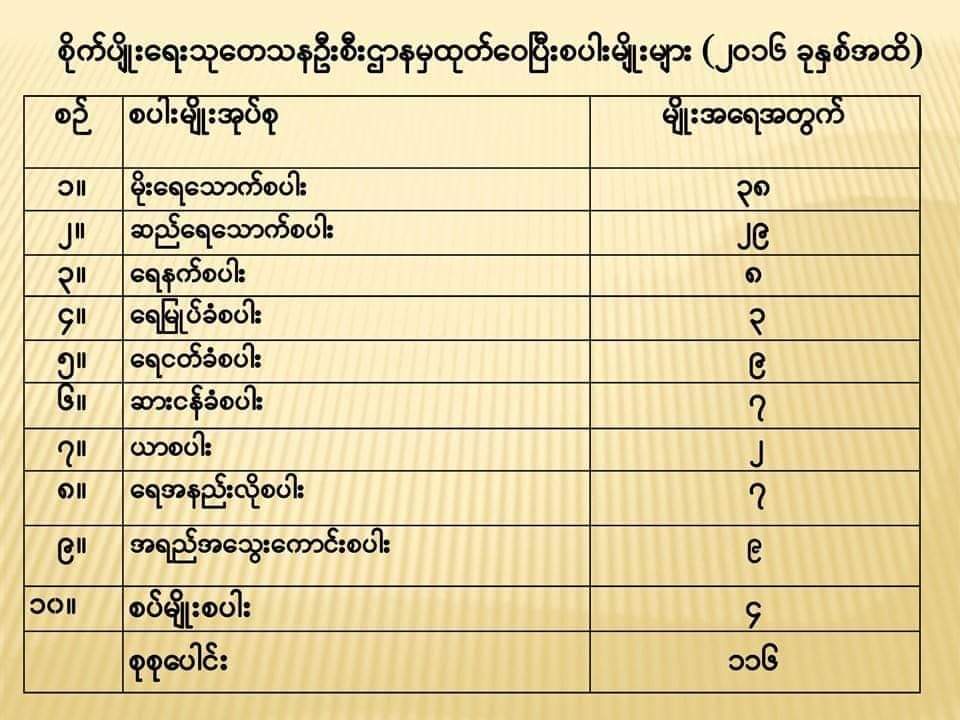 စိုက်ပျိုးရေးသုတေသနဦးစီးဌာနမှထုတ်ဝေပြီးစပါးမျိုးများ (၂၀၁၆ ခုနှစ်အထိ)
စဉ် စပါးမျိုးအုပ်စု မျိုးအရေအတွက်
၁။ မိုးရေသောက်စပါး ၃၈
၂။ ဆည်ရေသောက်စပါး ၂၉
၃။ ရေနက်စပါး ၈
၄။ ရေမြုပ်ခံစပါး ၃
၅။ ရေငတ်ခံစပါး ၉
၆။ ဆားငန်ခံစပါး ၇
၇။ ယာစပါး ၂
၈။ ရေအနည်းလိုစပါး ၇
၉။ အရည်အသွေးကောင်းစပါး ၉
၁၀။ စပ်မျိုးစပါး ၄
စုစုပေါင်း ၁၁၆